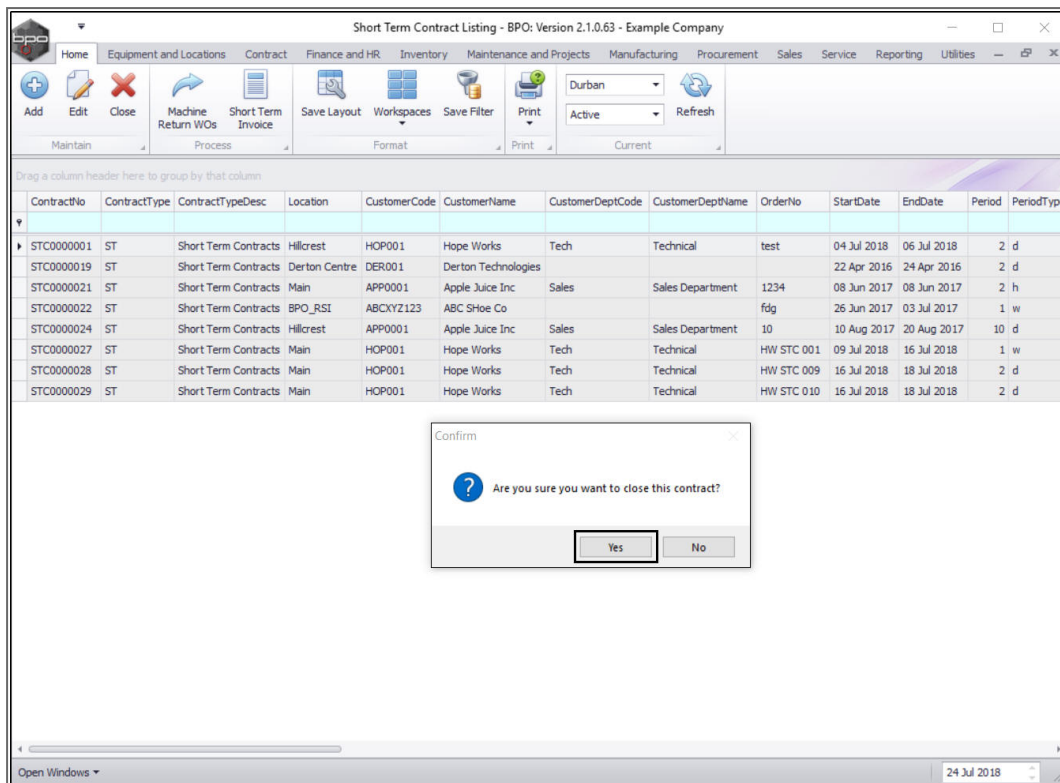 Short Term Contract Listing - BPO: Version 2.1.0.63 - Example Company
bpo
Home Equipment and Locations Contract Finance and HR Inventory Maintenance and Projects Manufacturing Procurement Sales Service Reporting Utilities
Add Edit Close Machine Return WOs Short Term Invoice Save Layout Workspaces Save Filter Print Durban Active Refresh
Maintain Process Format Print Current
Drag a column header here to group by that column
ContractNo ContractType ContractTypeDesc Location CustomerCode CustomerName CustomerDeptCode CustomerDeptName OrderNo StartDate EndDate Period PeriodTyp
STC0000001 ST Short Term Contracts Hillcrest HOP001 Hope Works Tech Technical test 04 Jul 2018 06 Jul 2018 2 d
STC0000019 ST Short Term Contracts Derton Centre DER001 Derton Technologies 22 Apr 2016 24 Apr 2016 2 d
STC0000021 ST Short Term Contracts Main APP0001 Apple Juice Inc Sales Sales Department 1234 08 Jun 2017 08 Jun 2017 2 h
STC0000022 ST Short Term Contracts BPO_RSI ABCXYZ123 ABC SHoe Co fdg 26 Jun 2017 03 Jul 2017 1 w
STC0000024 ST Short Term Contracts Hillcrest APP0001 Apple Juice Inc Sales Sales Department 10 10 Aug 2017 20 Aug 2017 10 d
STC0000027 ST Short Term Contracts Main HOP001 Hope Works Tech Technical HW STC 001 09 Jul 2018 16 Jul 2018 1 w
STC0000028 ST Short Term Contracts Main HOP001 Hope Works Tech Technical HW STC 009 16 Jul 2018 18 Jul 2018 2 d
STC0000029 ST Short Term Contracts Main HOP001 Hope Works Tech Technical HW STC 010 16 Jul 2018 18 Jul 2018 2 d
Confirm
Are you sure you want to close this contract?
Yes No
Open Windows 24 Jul 2018